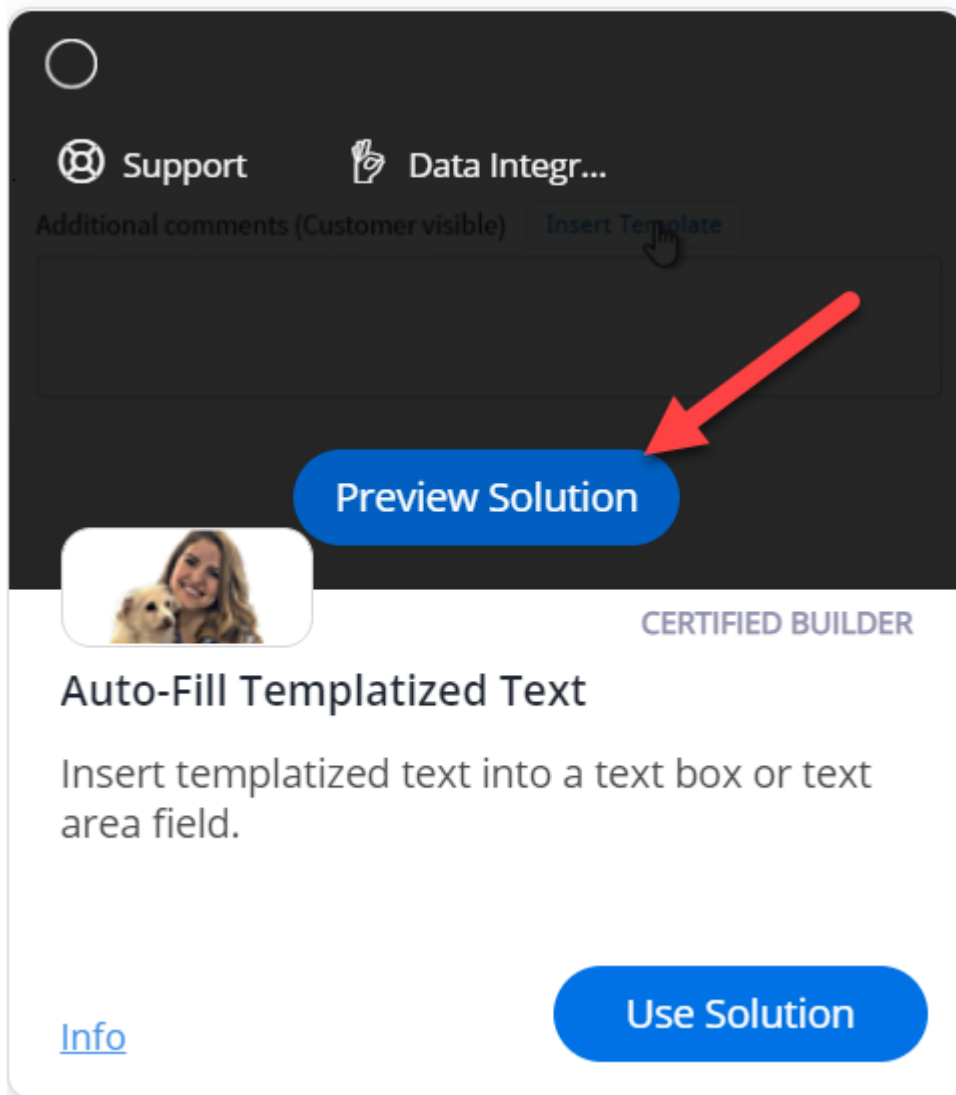 Support
Data Integr...
Additional comments (Customer visible)
Insert Template
Preview Solution
CERTIFIED BUILDER
Auto-Fill Templatized Text
Insert templatized text into a text box or text
area field.
Info
Use Solution